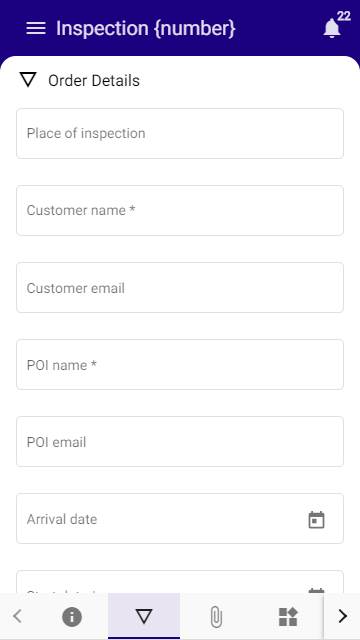 Inspection {number}
22
Order Details
Place of inspection
Customer name *
Customer email
POI name *
POI email
Arrival date